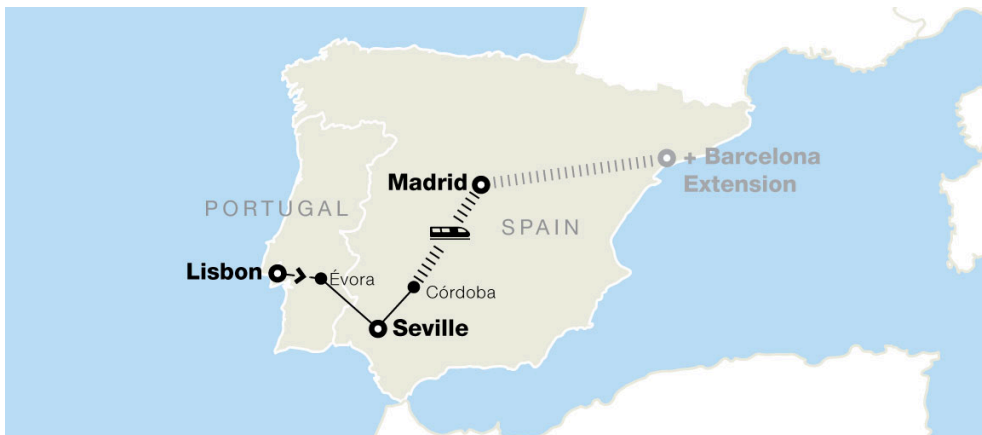 + Barcelona
Extension
Madrid
PORTUGAL
SPAIN
Lisbon
Évora
Córdoba
Seville